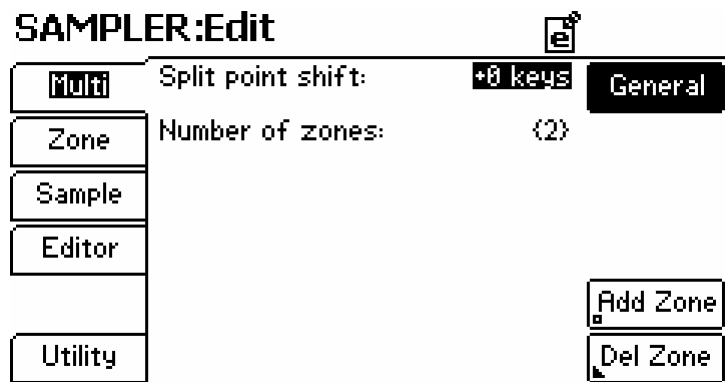 SAMPLER:Edit
e
Multi
Split point shift: +0 keys
General
Zone
Number of zones: (2)
Sample
Editor
Add Zone
Utility
Del Zone